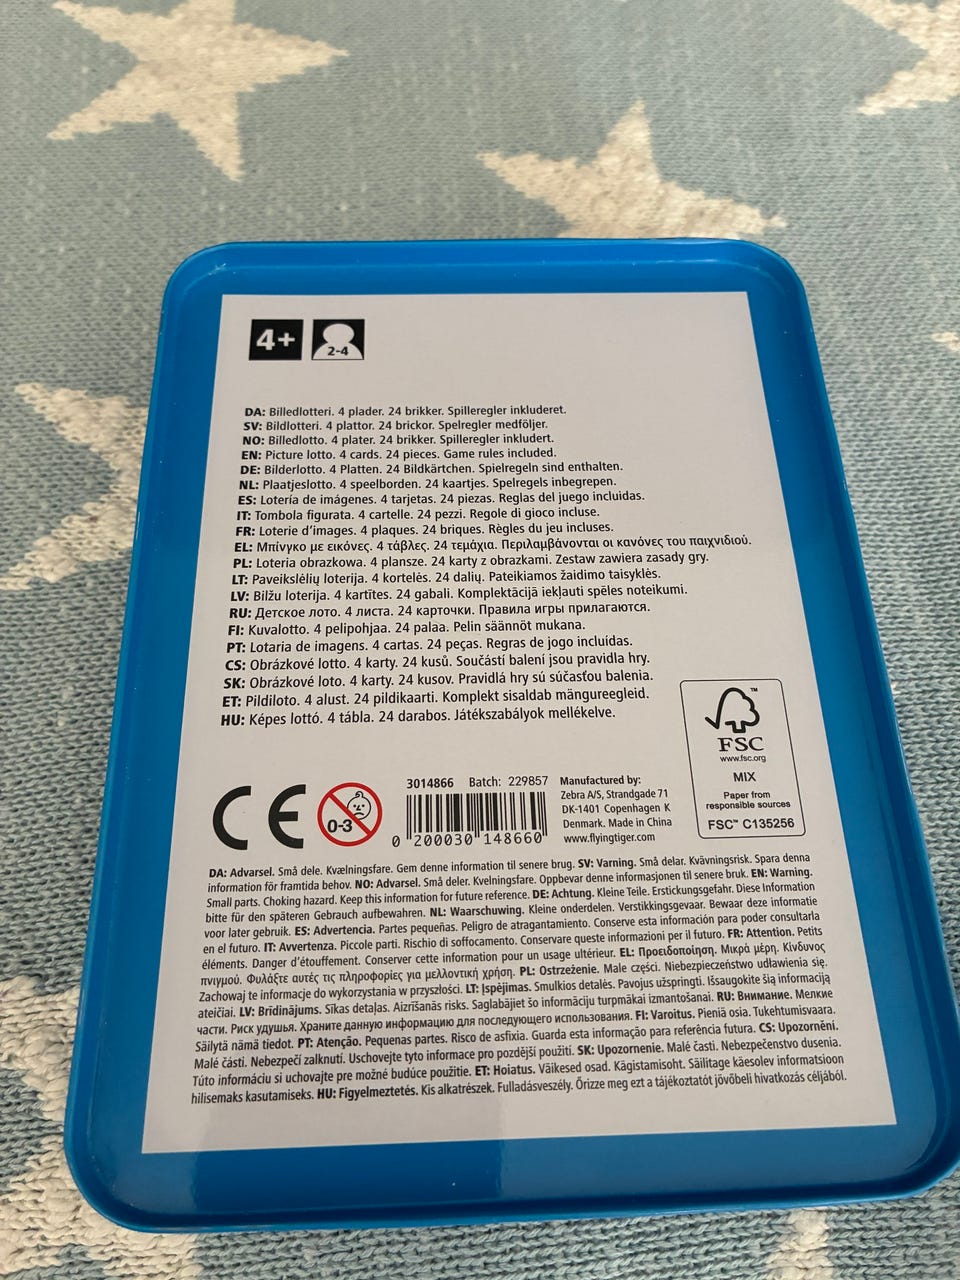 4+
2-4
DA: Billedlotteri. 4 plader. 24 brikker. Spilleregler inkluderet.
SV: Bildlotteri. 4 plattor. 24 brickor. Spelregler medföljer.
NO: Billedlotto. 4 plater. 24 brikker. Spilleregler inkludert.
EN: Picture lotto. 4 cards. 24 pieces. Game rules included.
DE: Bilderlotto. 4 Platten. 24 Bildkärtchen. Spielregeln sind enthalten.
NL: Plaatjeslotto. 4 speelborden. 24 kaartjes. Spelregels inbegrepen.
ES: Lotería de imágenes. 4 tarjetas. 24 piezas. Reglas del juego incluidas.
IT: Tombola figurata. 4 cartelle. 24 pezzi. Regole di gioco incluse.
FR: Loterie d'images. 4 plaques. 24 briques. Règles du jeu incluses.
EL: Μπίνγκο με εικόνες. 4 τάβλες. 24 τεμάχια. Περιλαμβάνονται οι κανόνες του παιχνιδιού.
PL: Loteria obrazkowa. 4 plansze. 24 karty z obrazkami. Zestaw zawiera zasady gry.
LT: Paveikslėlių loterija. 4 kortelės. 24 dalių. Pateikiamos žaidimo taisyklės.
LV: Bilžu loterija. 4 kartītes. 24 gabali. Komplektācijā iekļauti spēles noteikumi.
RU: Детское лото. 4 листа. 24 карточки. Правила игры прилагаются.
FI: Kuvalotto. 4 pelipohjaa. 24 palaa. Pelin säännöt mukana.
PT: Lotaria de imagens. 4 cartas. 24 peças. Regras de jogo incluídas.
CS: Obrázkové lotto. 4 karty. 24 kusů. Součástí balení jsou pravidla hry.
SK: Obrázkové loto. 4 karty. 24 kusov. Pravidlá hry sú súčasťou balenia.
ET: Pildiloto. 4 alust. 24 pildikaarti. Komplekt sisaldab mängureegleid.
HU: Képes lottó. 4 tábla. 24 darabos. Játékszabályok mellékelve.
FSC™
www.fsc.org
MIX
Paper from
responsible sources
FSC™ C135256
CE
0-3
3014866 Batch: 229857
0 200030 148660
Manufactured by:
Zebra A/S, Strandgade 71
DK-1401 Copenhagen K
Denmark. Made in China
www.flyingtiger.com
DA: Advarsel. Små dele. Kvælningsfare. Gem denne information til senere brug. SV: Varning. Små delar. Kvävningsrisk. Spara denna
information för framtida behov. NO: Advarsel. Små deler. Kvelningsfare. Oppbevar denne informasjonen til senere bruk. EN: Warning.
Small parts. Choking hazard. Keep this information for future reference. DE: Achtung. Kleine Teile. Erstickungsgefahr. Diese Information
bitte für den späteren Gebrauch aufbewahren. NL: Waarschuwing. Kleine onderdelen. Verstikkingsgevaar. Bewaar deze informatie
voor later gebruik. ES: Advertencia. Partes pequeñas. Peligro de atragantamiento. Conserve esta información para poder consultarla
en el futuro. IT: Avvertenza. Piccole parti. Rischio di soffocamento. Conservare queste informazioni per il futuro. FR: Attention. Petits
éléments. Danger d'étouffement. Conserver cette information pour un usage ultérieur. EL: Προειδοποίηση. Μικρά μέρη. Κίνδυνος
πνιγμού. Φυλάξτε αυτές τις πληροφορίες για μελλοντική χρήση. PL: Ostrzeżenie. Małe części. Niebezpieczeństwo udławienia się.
Zachowaj te informacje do wykorzystania w przyszłości. LT: Įspėjimas. Smulkios detalės. Pavojus užspringti. Išsaugokite šią informaciją
ateičiai. LV: Brīdinājums. Sīkas detaļas. Aizrīšanās risks. Saglabājiet šo informāciju turpmākai izmantošanai. RU: Внимание. Мелкие
части. Риск удушья. Храните данную информацию для последующего использования. FI: Varoitus. Pieniä osia. Tukehtumisvaara.
Säilytä nämä tiedot. PT: Atenção. Pequenas partes. Risco de asfixia. Guarda esta informação para referência futura. CS: Upozornění.
Malé části. Nebezpečí zalknutí. Uschovejte tyto informace pro pozdější použití. SK: Upozornenie. Malé časti. Nebezpečenstvo dusenia.
Túto informáciu si uchovajte pre možné budúce použitie. ET: Hoiatus. Väikesed osad. Kägistamisoht. Säilitage käesolev informatsioon
hilisemaks kasutamiseks. HU: Figyelmeztetés. Kis alkatrészek. Fulladásveszély. Őrizze meg ezt a tájékoztatót jövőbeli hivatkozás céljából.